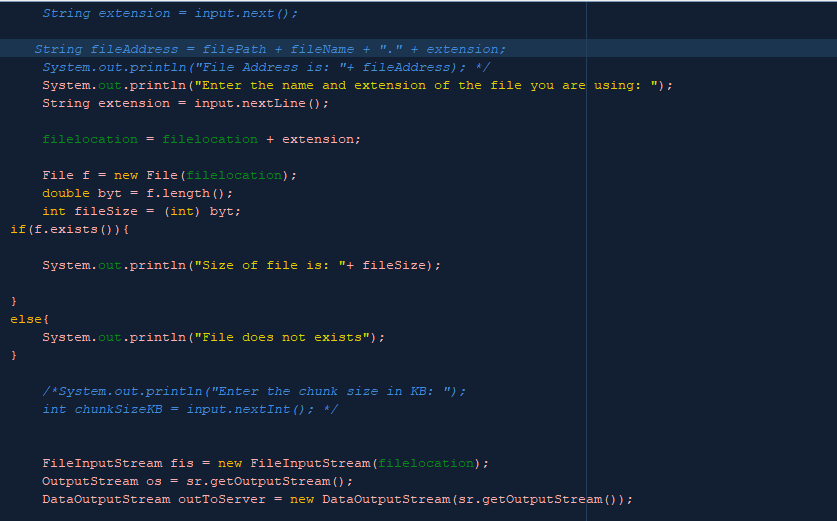 String extension = input.next();
String fileAddress = filePath + fileName + "." + extension;
System.out.println("File Address is: "+ fileAddress); */
System.out.println("Enter the name and extension of the file you are using: ");
String extension = input.nextLine();
filelocation = filelocation + extension;
File f = new File(filelocation);
double byt = f.length();
int fileSize = (int) byt;
if(f.exists()){
System.out.println("Size of file is: "+ fileSize);
}
else{
System.out.println("File does not exists");
}
/*System.out.println("Enter the chunk size in KB: ");
int chunkSizeKB = input.nextInt(); */
FileInputStream fis = new FileInputStream(filelocation);
OutputStream os = sr.getOutputStream();
DataOutputStream outToServer = new DataOutputStream(sr.getOutputStream());